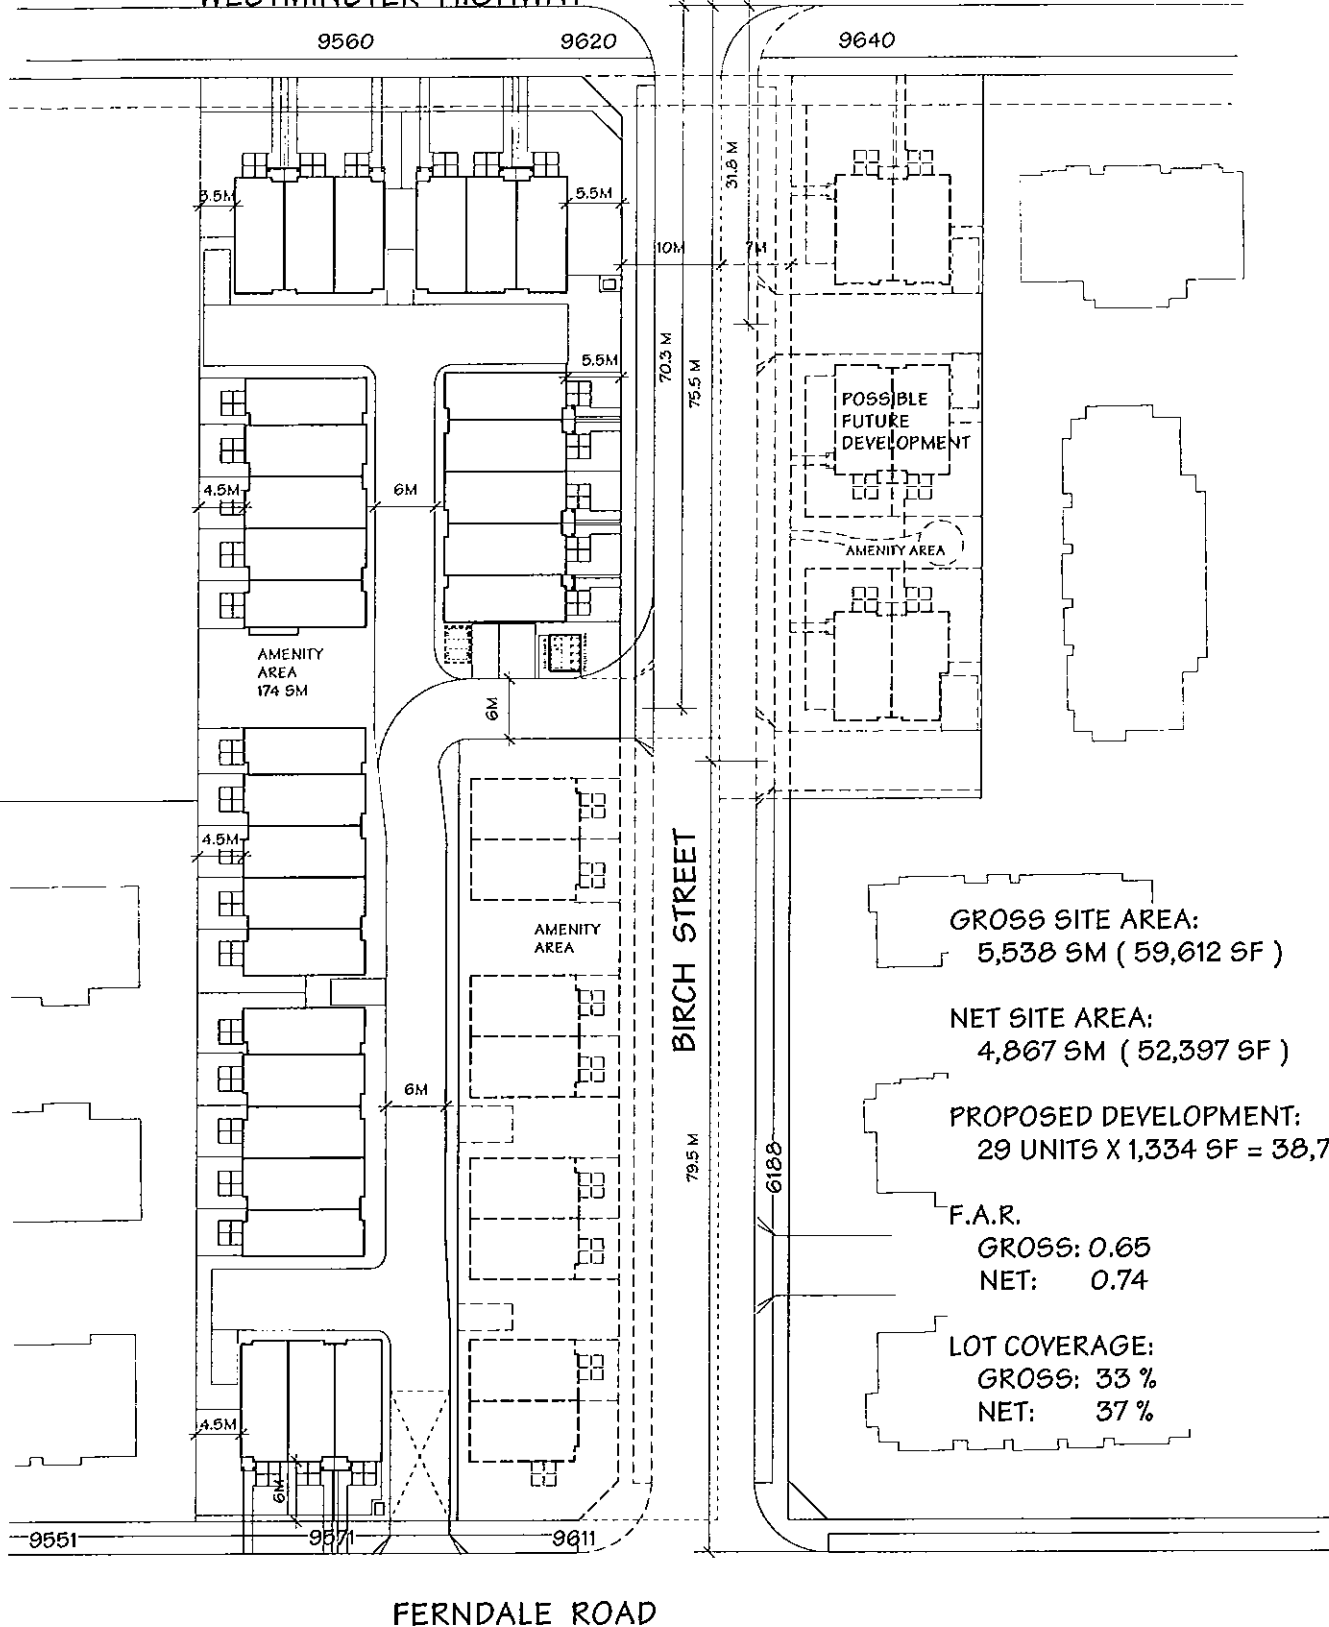 WESTMINSTER HIGHWAY
9560
9620
9640
3.5M
5.5M
31.8 M
10M
7M
5.5M
70.3 M
75.5 M
POSSIBLE
FUTURE
DEVELOPMENT
4.5M
6M
AMENITY AREA
AMENITY
AREA
174 SM
6M
4.5M
BIRCH STREET
AMENITY
AREA
GROSS SITE AREA:
5,538 SM ( 59,612 SF )
NET SITE AREA:
4,867 SM ( 52,397 SF )
6M
PROPOSED DEVELOPMENT:
29 UNITS X 1,334 SF = 38,7
79.5 M
6188
F.A.R.
GROSS: 0.65
NET: 0.74
LOT COVERAGE:
GROSS: 33 %
NET: 37 %
4.5M
6M
9551
9571
9611
FERNDALE ROAD